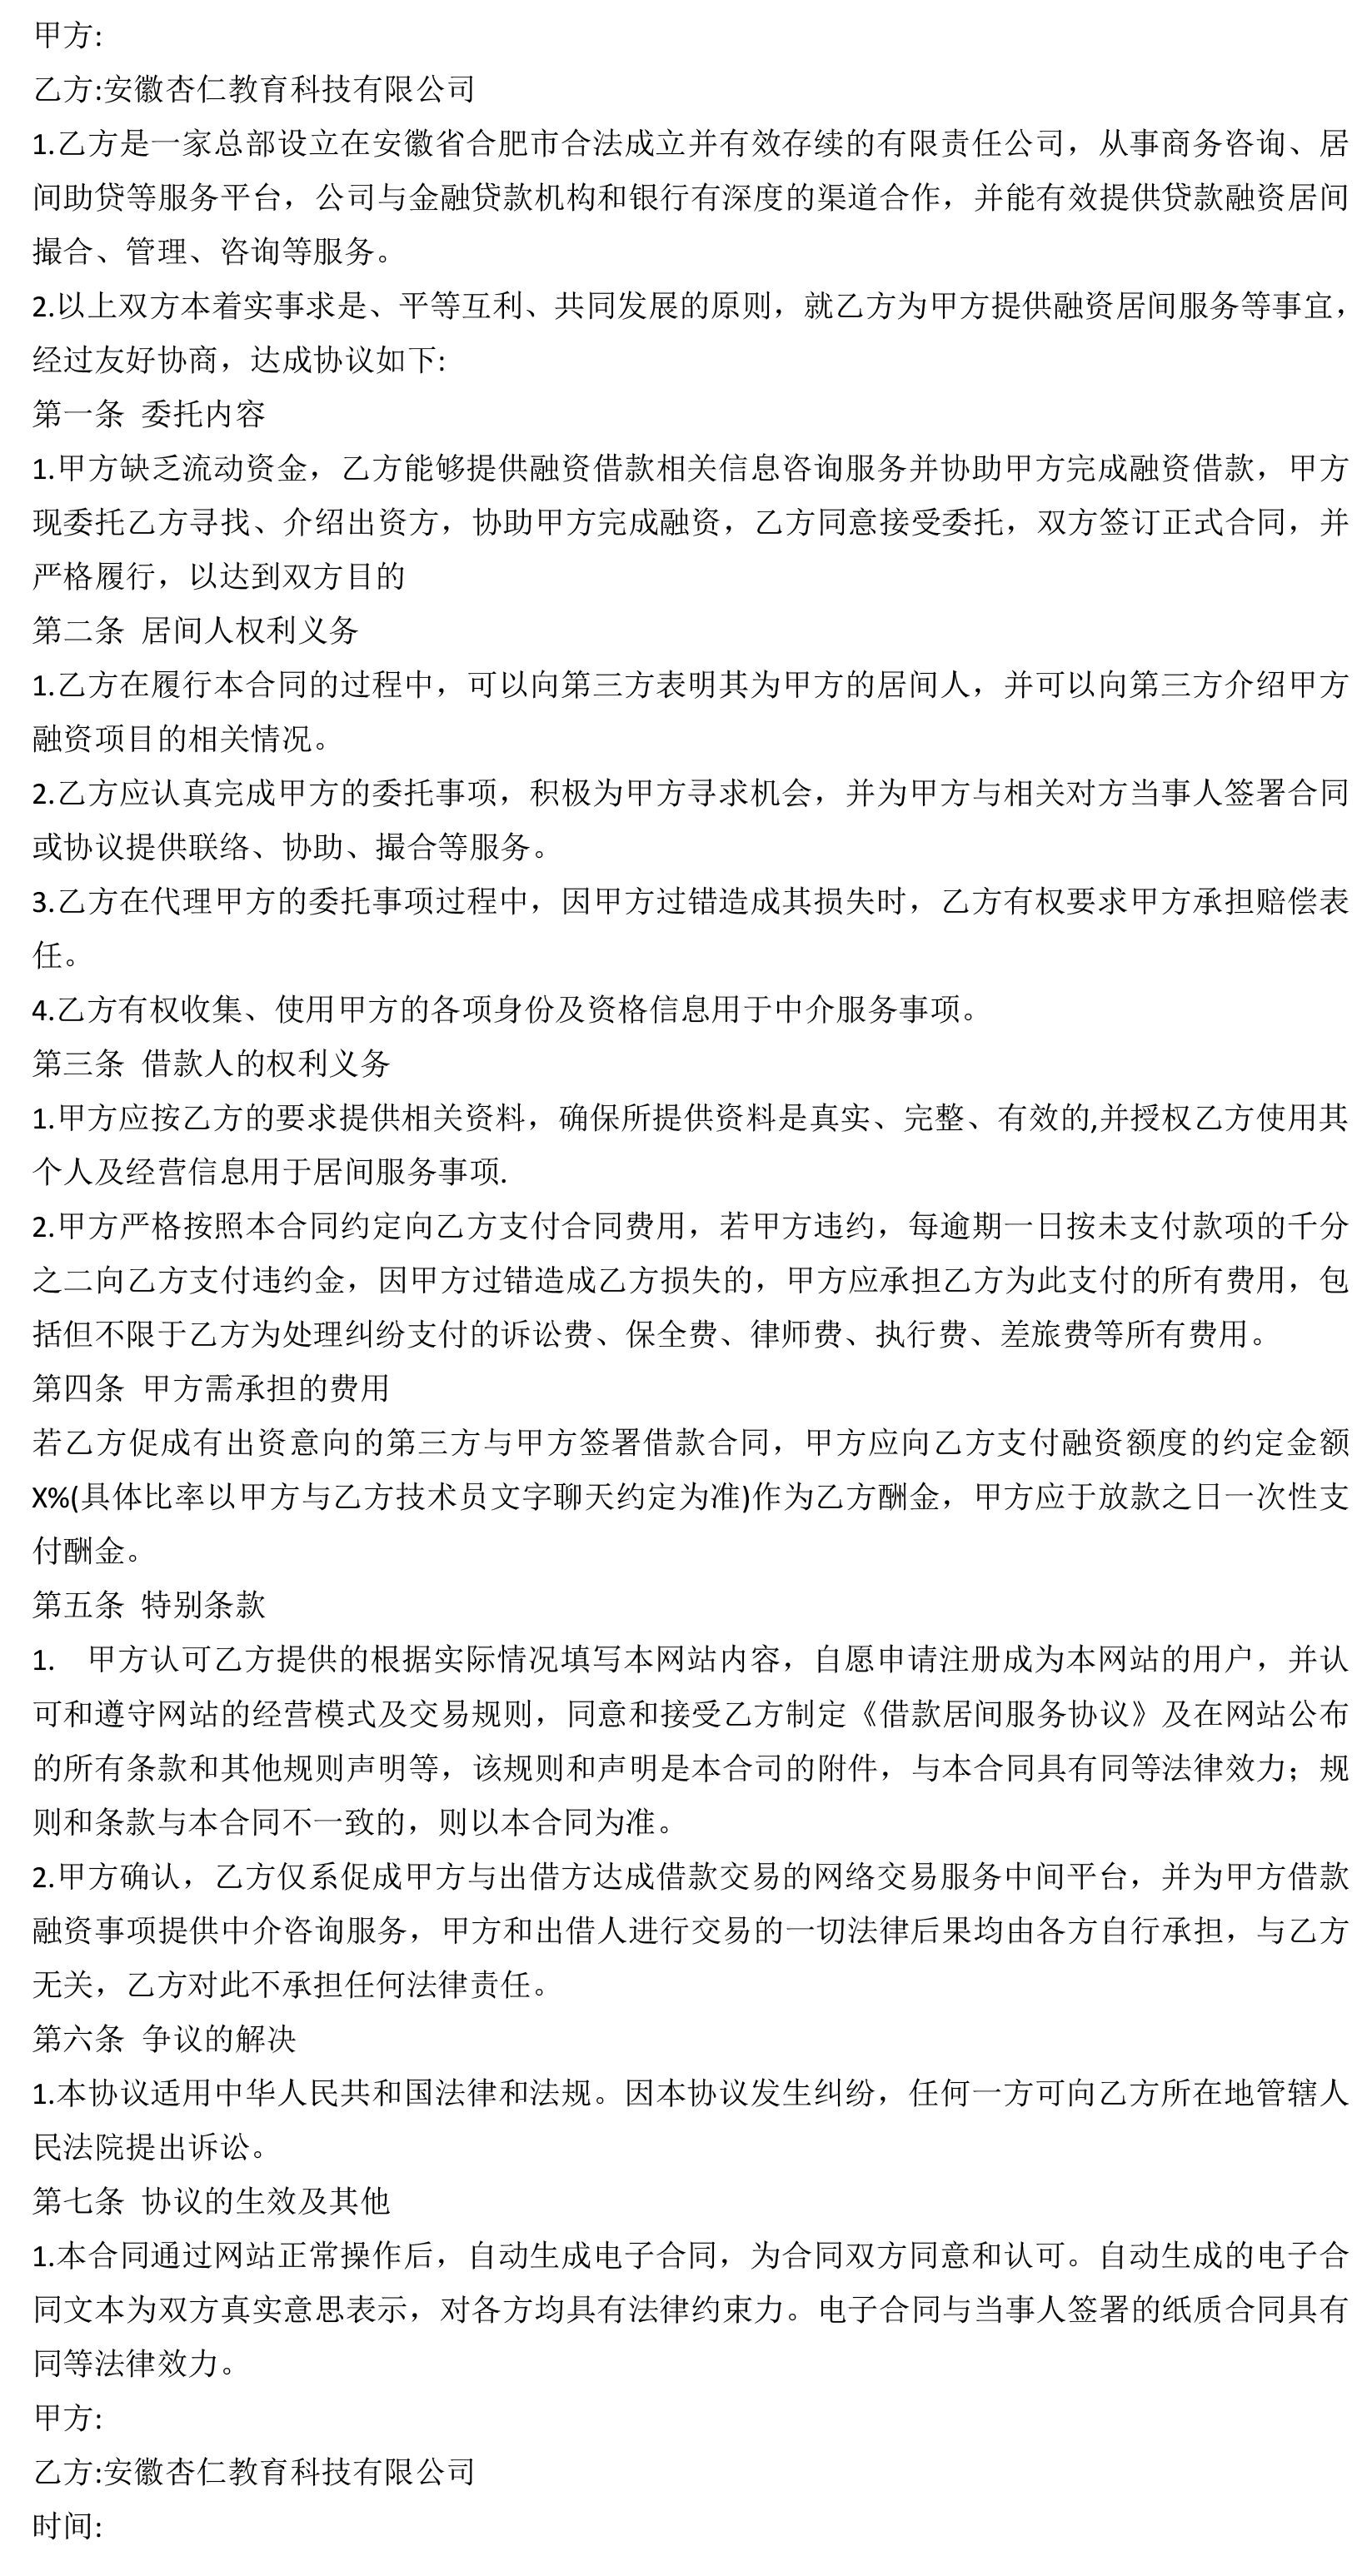 甲方:
乙方:安徽杏仁教育科技有限公司
1.乙方是一家总部设立在安徽省合肥市合法成立并有效存续的有限责任公司，从事商务咨询、居
间助贷等服务平台，公司与金融贷款机构和银行有深度的渠道合作，并能有效提供贷款融资居间
撮合、管理、咨询等服务。
2.以上双方本着实事求是、平等互利、共同发展的原则，就乙方为甲方提供融资居间服务等事宜，
经过友好协商，达成协议如下:
第一条 委托内容
1.甲方缺乏流动资金，乙方能够提供融资借款相关信息咨询服务并协助甲方完成融资借款，甲方
现委托乙方寻找、介绍出资方，协助甲方完成融资，乙方同意接受委托，双方签订正式合同，并
严格履行，以达到双方目的
第二条 居间人权利义务
1.乙方在履行本合同的过程中，可以向第三方表明其为甲方的居间人，并可以向第三方介绍甲方
融资项目的相关情况。
2.乙方应认真完成甲方的委托事项，积极为甲方寻求机会，并为甲方与相关对方当事人签署合同
或协议提供联络、协助、撮合等服务。
3.乙方在代理甲方的委托事项过程中，因甲方过错造成其损失时，乙方有权要求甲方承担赔偿表
任。
4.乙方有权收集、使用甲方的各项身份及资格信息用于中介服务事项。
第三条 借款人的权利义务
1.甲方应按乙方的要求提供相关资料，确保所提供资料是真实、完整、有效的,并授权乙方使用其
个人及经营信息用于居间服务事项.
2.甲方严格按照本合同约定向乙方支付合同费用，若甲方违约，每逾期一日按未支付款项的千分
之二向乙方支付违约金，因甲方过错造成乙方损失的，甲方应承担乙方为此支付的所有费用，包
括但不限于乙方为处理纠纷支付的诉讼费、保全费、律师费、执行费、差旅费等所有费用。
第四条 甲方需承担的费用
若乙方促成有出资意向的第三方与甲方签署借款合同，甲方应向乙方支付融资额度的约定金额
X%(具体比率以甲方与乙方技术员文字聊天约定为准)作为乙方酬金，甲方应于放款之日一次性支
付酬金。
第五条 特别条款
1. 甲方认可乙方提供的根据实际情况填写本网站内容，自愿申请注册成为本网站的用户，并认
可和遵守网站的经营模式及交易规则，同意和接受乙方制定《借款居间服务协议》及在网站公布
的所有条款和其他规则声明等，该规则和声明是本合司的附件，与本合同具有同等法律效力；规
则和条款与本合同不一致的，则以本合同为准。
2.甲方确认，乙方仅系促成甲方与出借方达成借款交易的网络交易服务中间平台，并为甲方借款
融资事项提供中介咨询服务，甲方和出借人进行交易的一切法律后果均由各方自行承担，与乙方
无关，乙方对此不承担任何法律责任。
第六条 争议的解决
1.本协议适用中华人民共和国法律和法规。因本协议发生纠纷，任何一方可向乙方所在地管辖人
民法院提出诉讼。
第七条 协议的生效及其他
1.本合同通过网站正常操作后，自动生成电子合同，为合同双方同意和认可。自动生成的电子合
同文本为双方真实意思表示，对各方均具有法律约束力。电子合同与当事人签署的纸质合同具有
同等法律效力。
甲方:
乙方:安徽杏仁教育科技有限公司
时间: